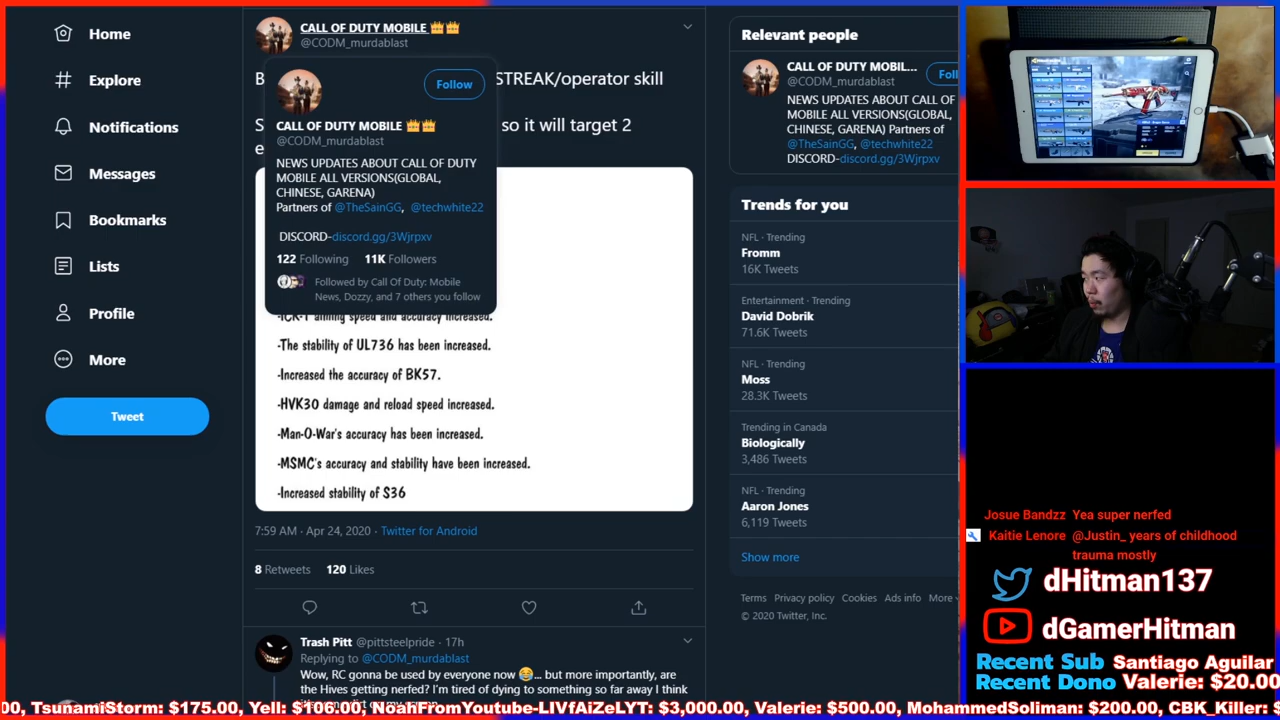 Home
Explore
Notifications
Messages
Bookmarks
Lists
Profile
More
Tweet
CALL OF DUTY MOBILE 👑👑
@CODM_murdablast
B
STREAK/operator skill
S
so it will target 2
e
Follow
CALL OF DUTY MOBILE 👑👑
@CODM_murdablast
NEWS UPDATES ABOUT CALL OF DUTY
MOBILE ALL VERSIONS(GLOBAL,
CHINESE, GARENA)
Partners of @TheSainGG, @techwhite22
DISCORD-discord.gg/3Wjrpxv
122 Following 11K Followers
Followed by Call Of Duty: Mobile
News, Dozzy, and 7 others you follow
-ICR-1 aiming speed and accuracy increased.
-The stability of UL736 has been increased.
-Increased the accuracy of BK57.
-HVK30 damage and reload speed increased.
-Man-O-War's accuracy has been increased.
-MSMC's accuracy and stability have been increased.
-Increased stability of S36
7:59 AM · Apr 24, 2020 · Twitter for Android
8 Retweets 120 Likes
Trash Pitt @pittsteelpride · 17h
Replying to @CODM_murdablast
Wow, RC gonna be used by everyone now 😂... but more importantly, are
the Hives getting nerfed? I'm tired of dying to something so far away I think
Relevant people
CALL OF DUTY MOBIL...
@CODM_murdablast
Foll
NEWS UPDATES ABOUT CALL OF
MOBILE ALL VERSIONS(GLOBAL,
CHINESE, GARENA) Partners of
@TheSainGG, @techwhite22
DISCORD-discord.gg/3Wjrpxv
Trends for you
NFL · Trending
Fromm
16K Tweets
Entertainment · Trending
David Dobrik
71.6K Tweets
NFL · Trending
Moss
28.3K Tweets
Trending in Canada
Biologically
3,486 Tweets
NFL · Trending
Aaron Jones
6,119 Tweets
Show more
Terms Privacy policy Cookies Ads info More
© 2020 Twitter, Inc.
Josue Bandzz Yea super nerfed
Kaitie Lenore @Justin_ years of childhood
trauma mostly
dHitman137
dGamerHitman
Recent Sub Santiago Aguilar
Recent Dono Valerie: $20.00
00, TsunamiStorm: $175.00, Yell: $100.00, NoahFromYoutube-LIVfAiZeLYT: $3,000.00, Valerie: $500.00, MohammedSoliman: $200.00, CBK_Killer: $